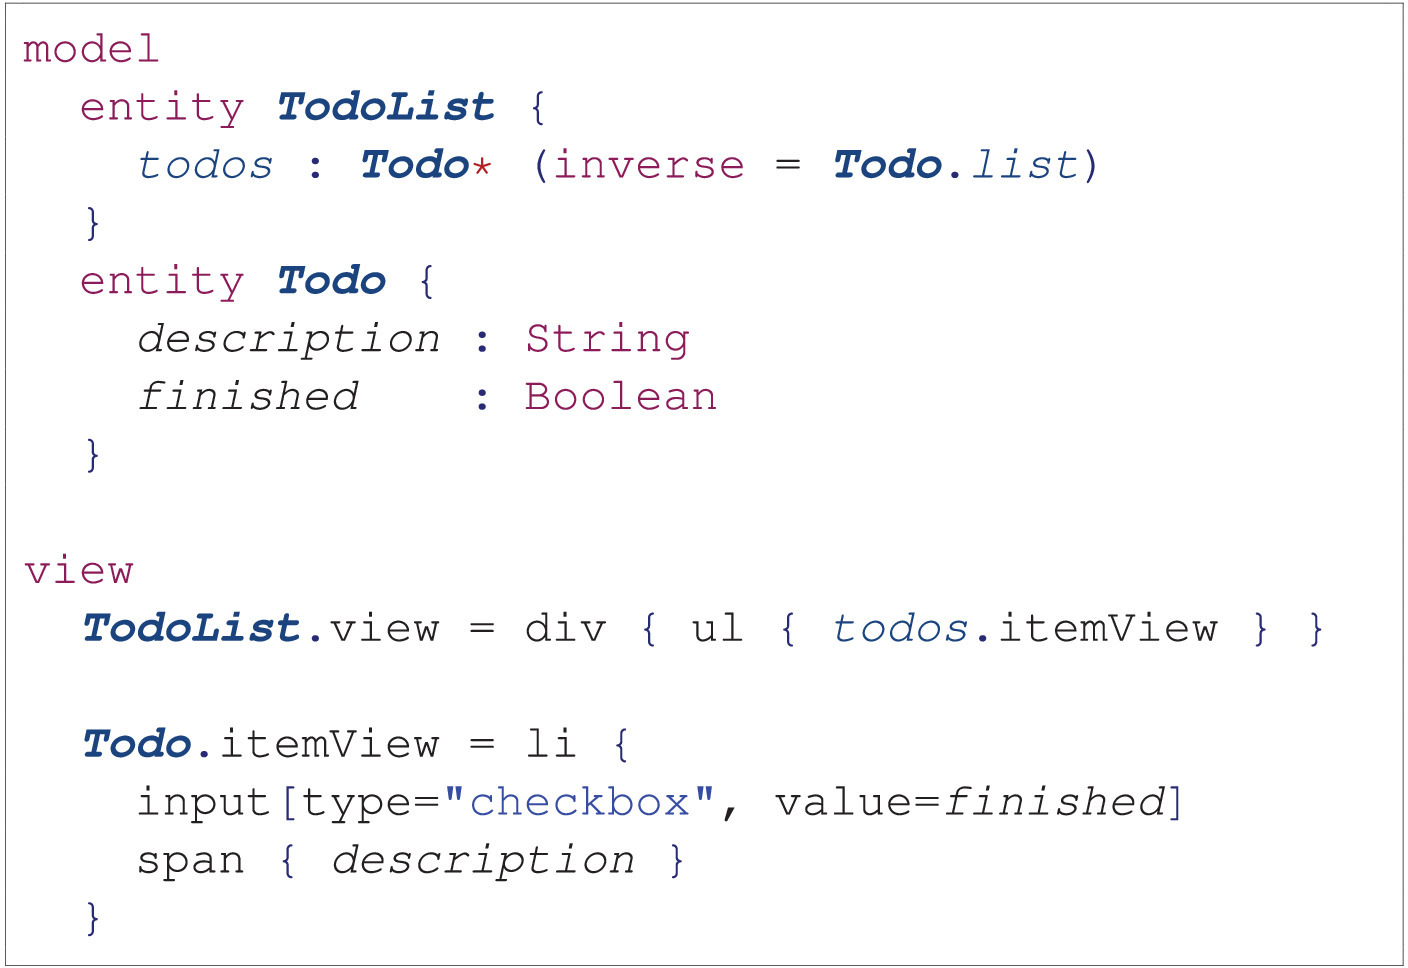 model
  entity TodoList {
    todos : Todo* (inverse = Todo.list)
  }
  entity Todo {
    description : String
    finished    : Boolean
  }

view
  TodoList.view = div { ul { todos.itemView } }

  Todo.itemView = li {
    input[type="checkbox", value=finished]
    span { description }
  }